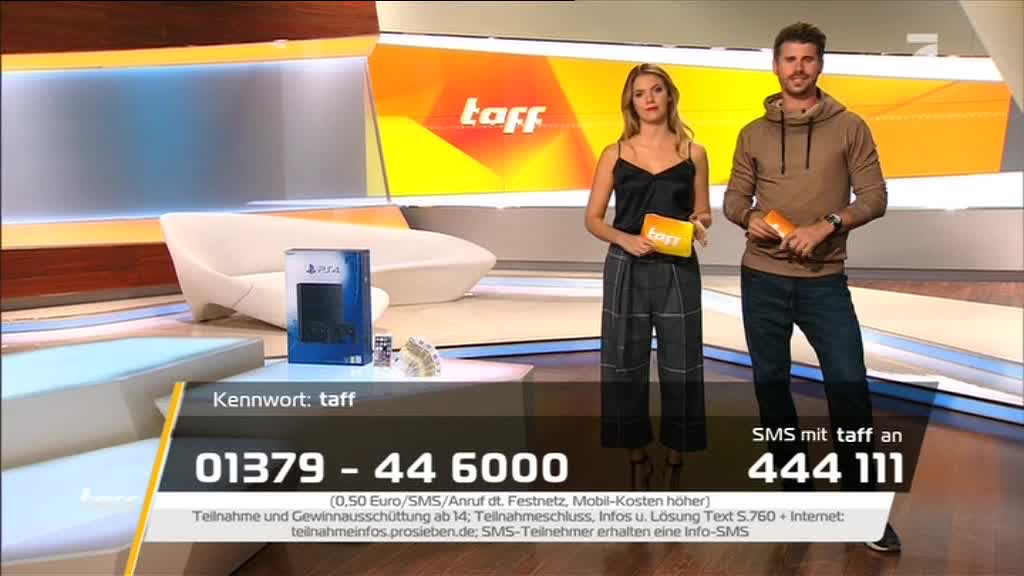 7
taff
taff
PS4
Kennwort: taff
SMS mit taff an
01379 - 44 6000
444 111
taff
(0,50 Euro/SMS/Anruf dt. Festnetz, Mobil-Kosten höher)
Teilnahme und Gewinnausschüttung ab 14; Teilnahmeschluss, Infos u. Lösung Text S.760 + Internet:
teilnahmeinfos.prosieben.de; SMS-Teilnehmer erhalten eine Info-SMS